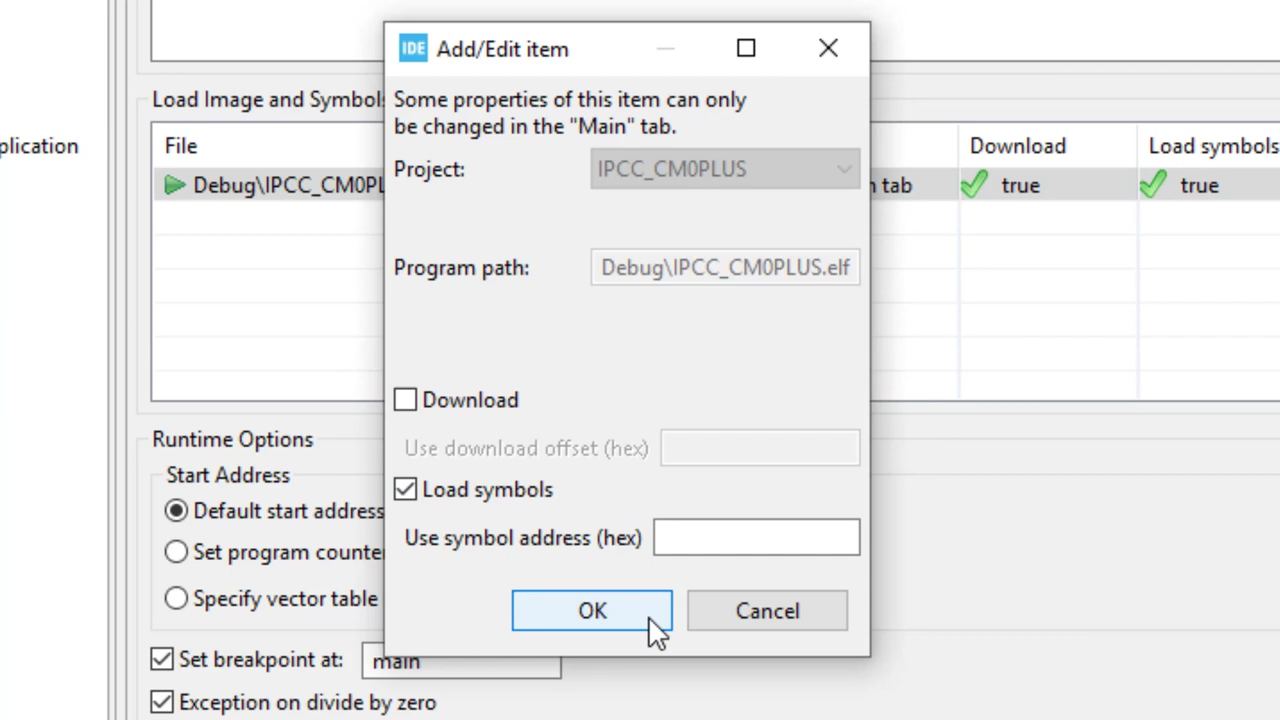 IDE Add/Edit item
Some properties of this item can only
be changed in the "Main" tab.
Project: IPCC_CM0PLUS
Program path: Debug\IPCC_CM0PLUS.elf
Download
Use download offset (hex)
Load symbols
Use symbol address (hex)
OK Cancel
plication
Load Image and Symbols
File Download Load symbols
Debug\IPCC_CM0PL tab true true
Runtime Options
Start Address
Default start address
Set program counter
Specify vector table
Set breakpoint at: main
Exception on divide by zero